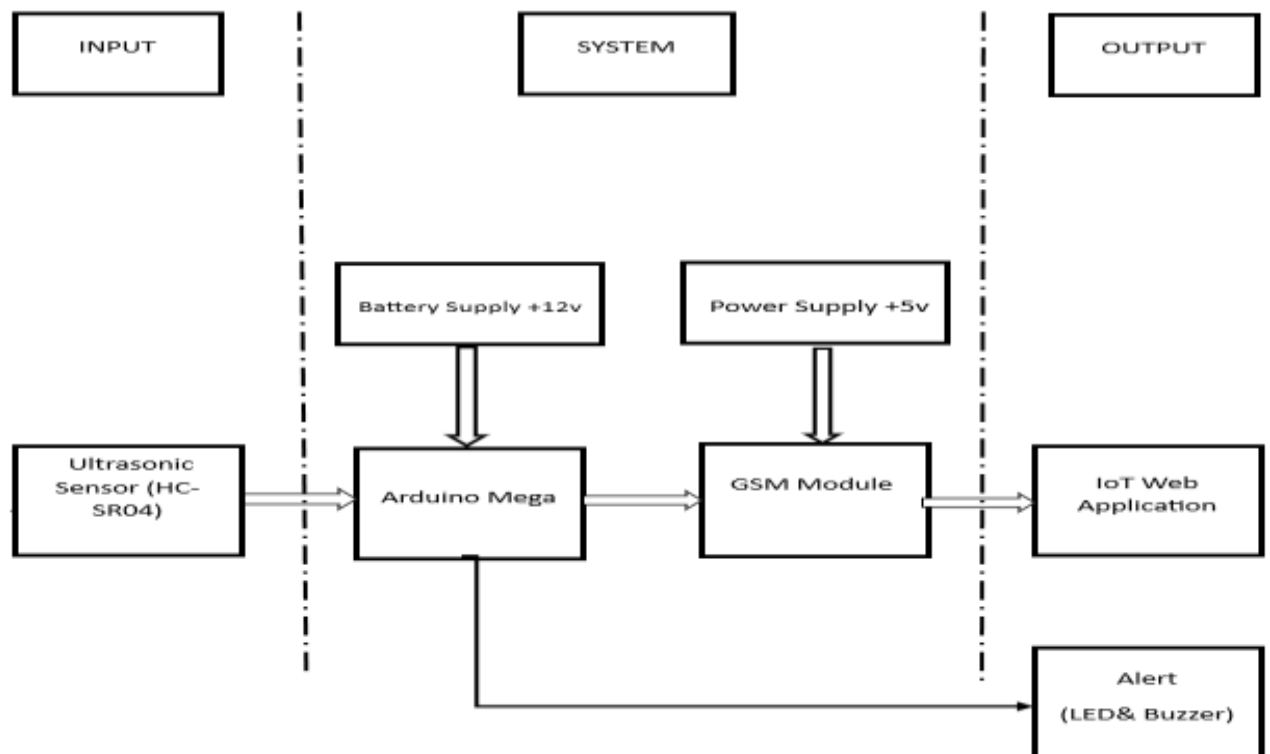 INPUT
SYSTEM
OUTPUT
Battery Supply +12v
Power Supply +5v
Ultrasonic
Sensor (HC-
SR04)
Arduino Mega
GSM Module
IoT Web
Application
Alert
(LED& Buzzer)